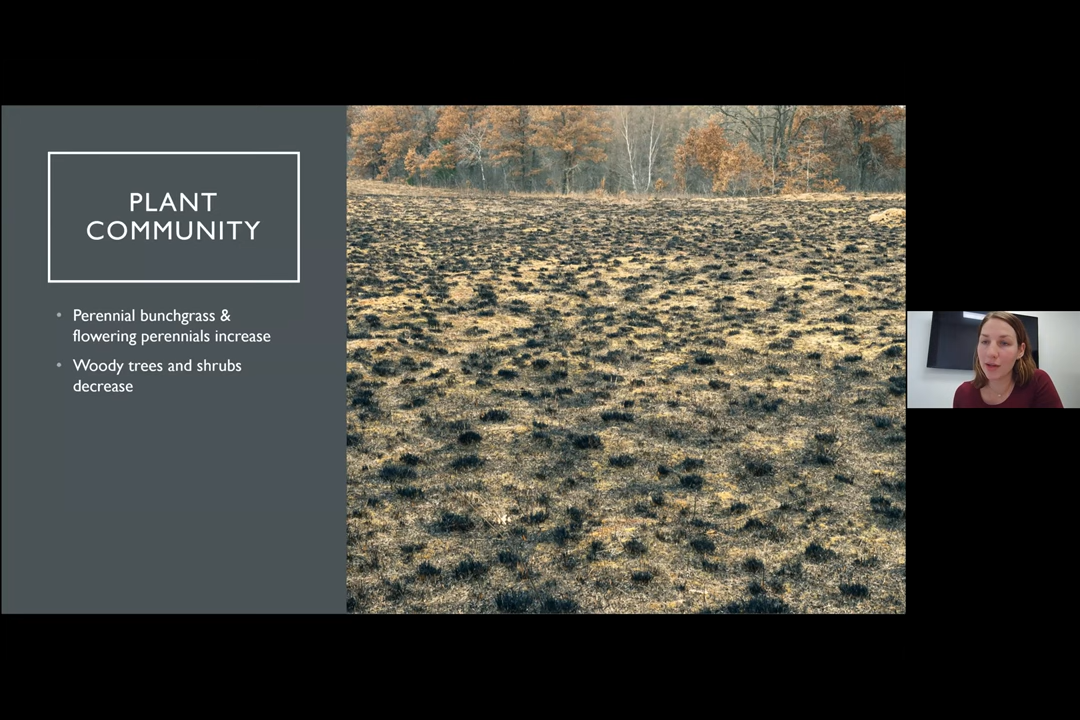 PLANT
COMMUNITY
• Perennial bunchgrass &
flowering perennials increase
• Woody trees and shrubs
decrease